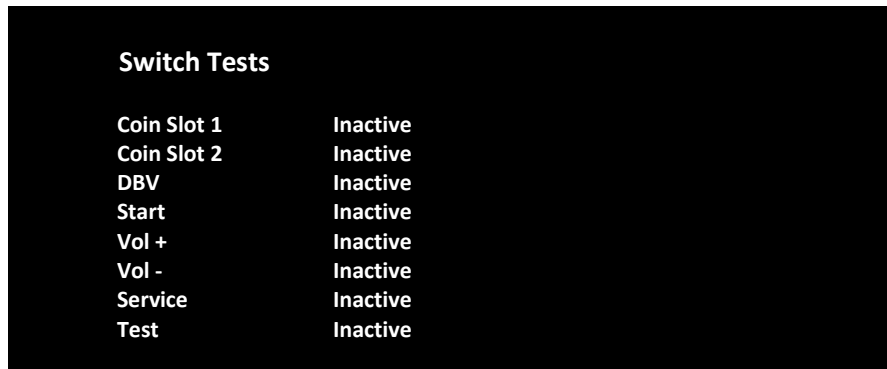 Switch Tests
Coin Slot 1 Inactive
Coin Slot 2 Inactive
DBV Inactive
Start Inactive
Vol + Inactive
Vol - Inactive
Service Inactive
Test Inactive